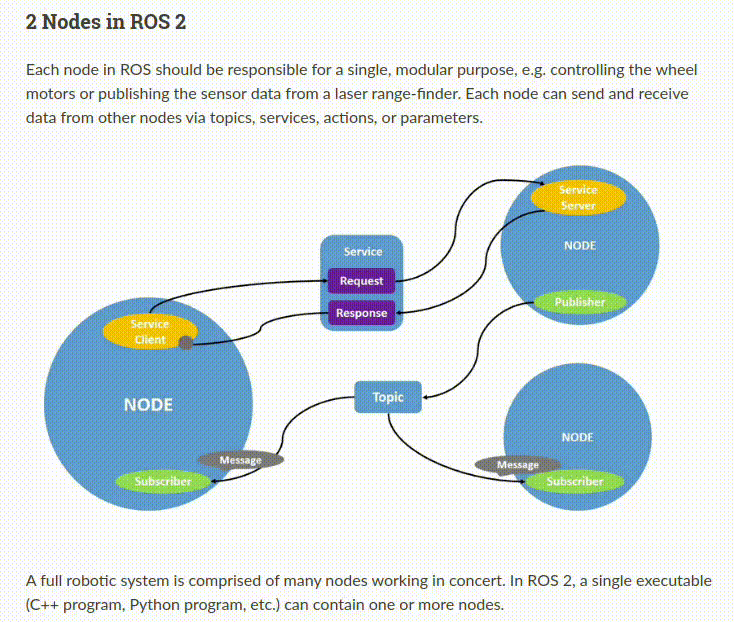 2 Nodes in ROS 2
Each node in ROS should be responsible for a single, modular purpose, e.g. controlling the wheel
motors or publishing the sensor data from a laser range-finder. Each node can send and receive
data from other nodes via topics, services, actions, or parameters.
Service
Server
NODE
Publisher
Service
Request
Response
Service
Client
NODE
Message
Subscriber
Topic
NODE
Message
Subscriber
A full robotic system is comprised of many nodes working in concert. In ROS 2, a single executable
(C++ program, Python program, etc.) can contain one or more nodes.